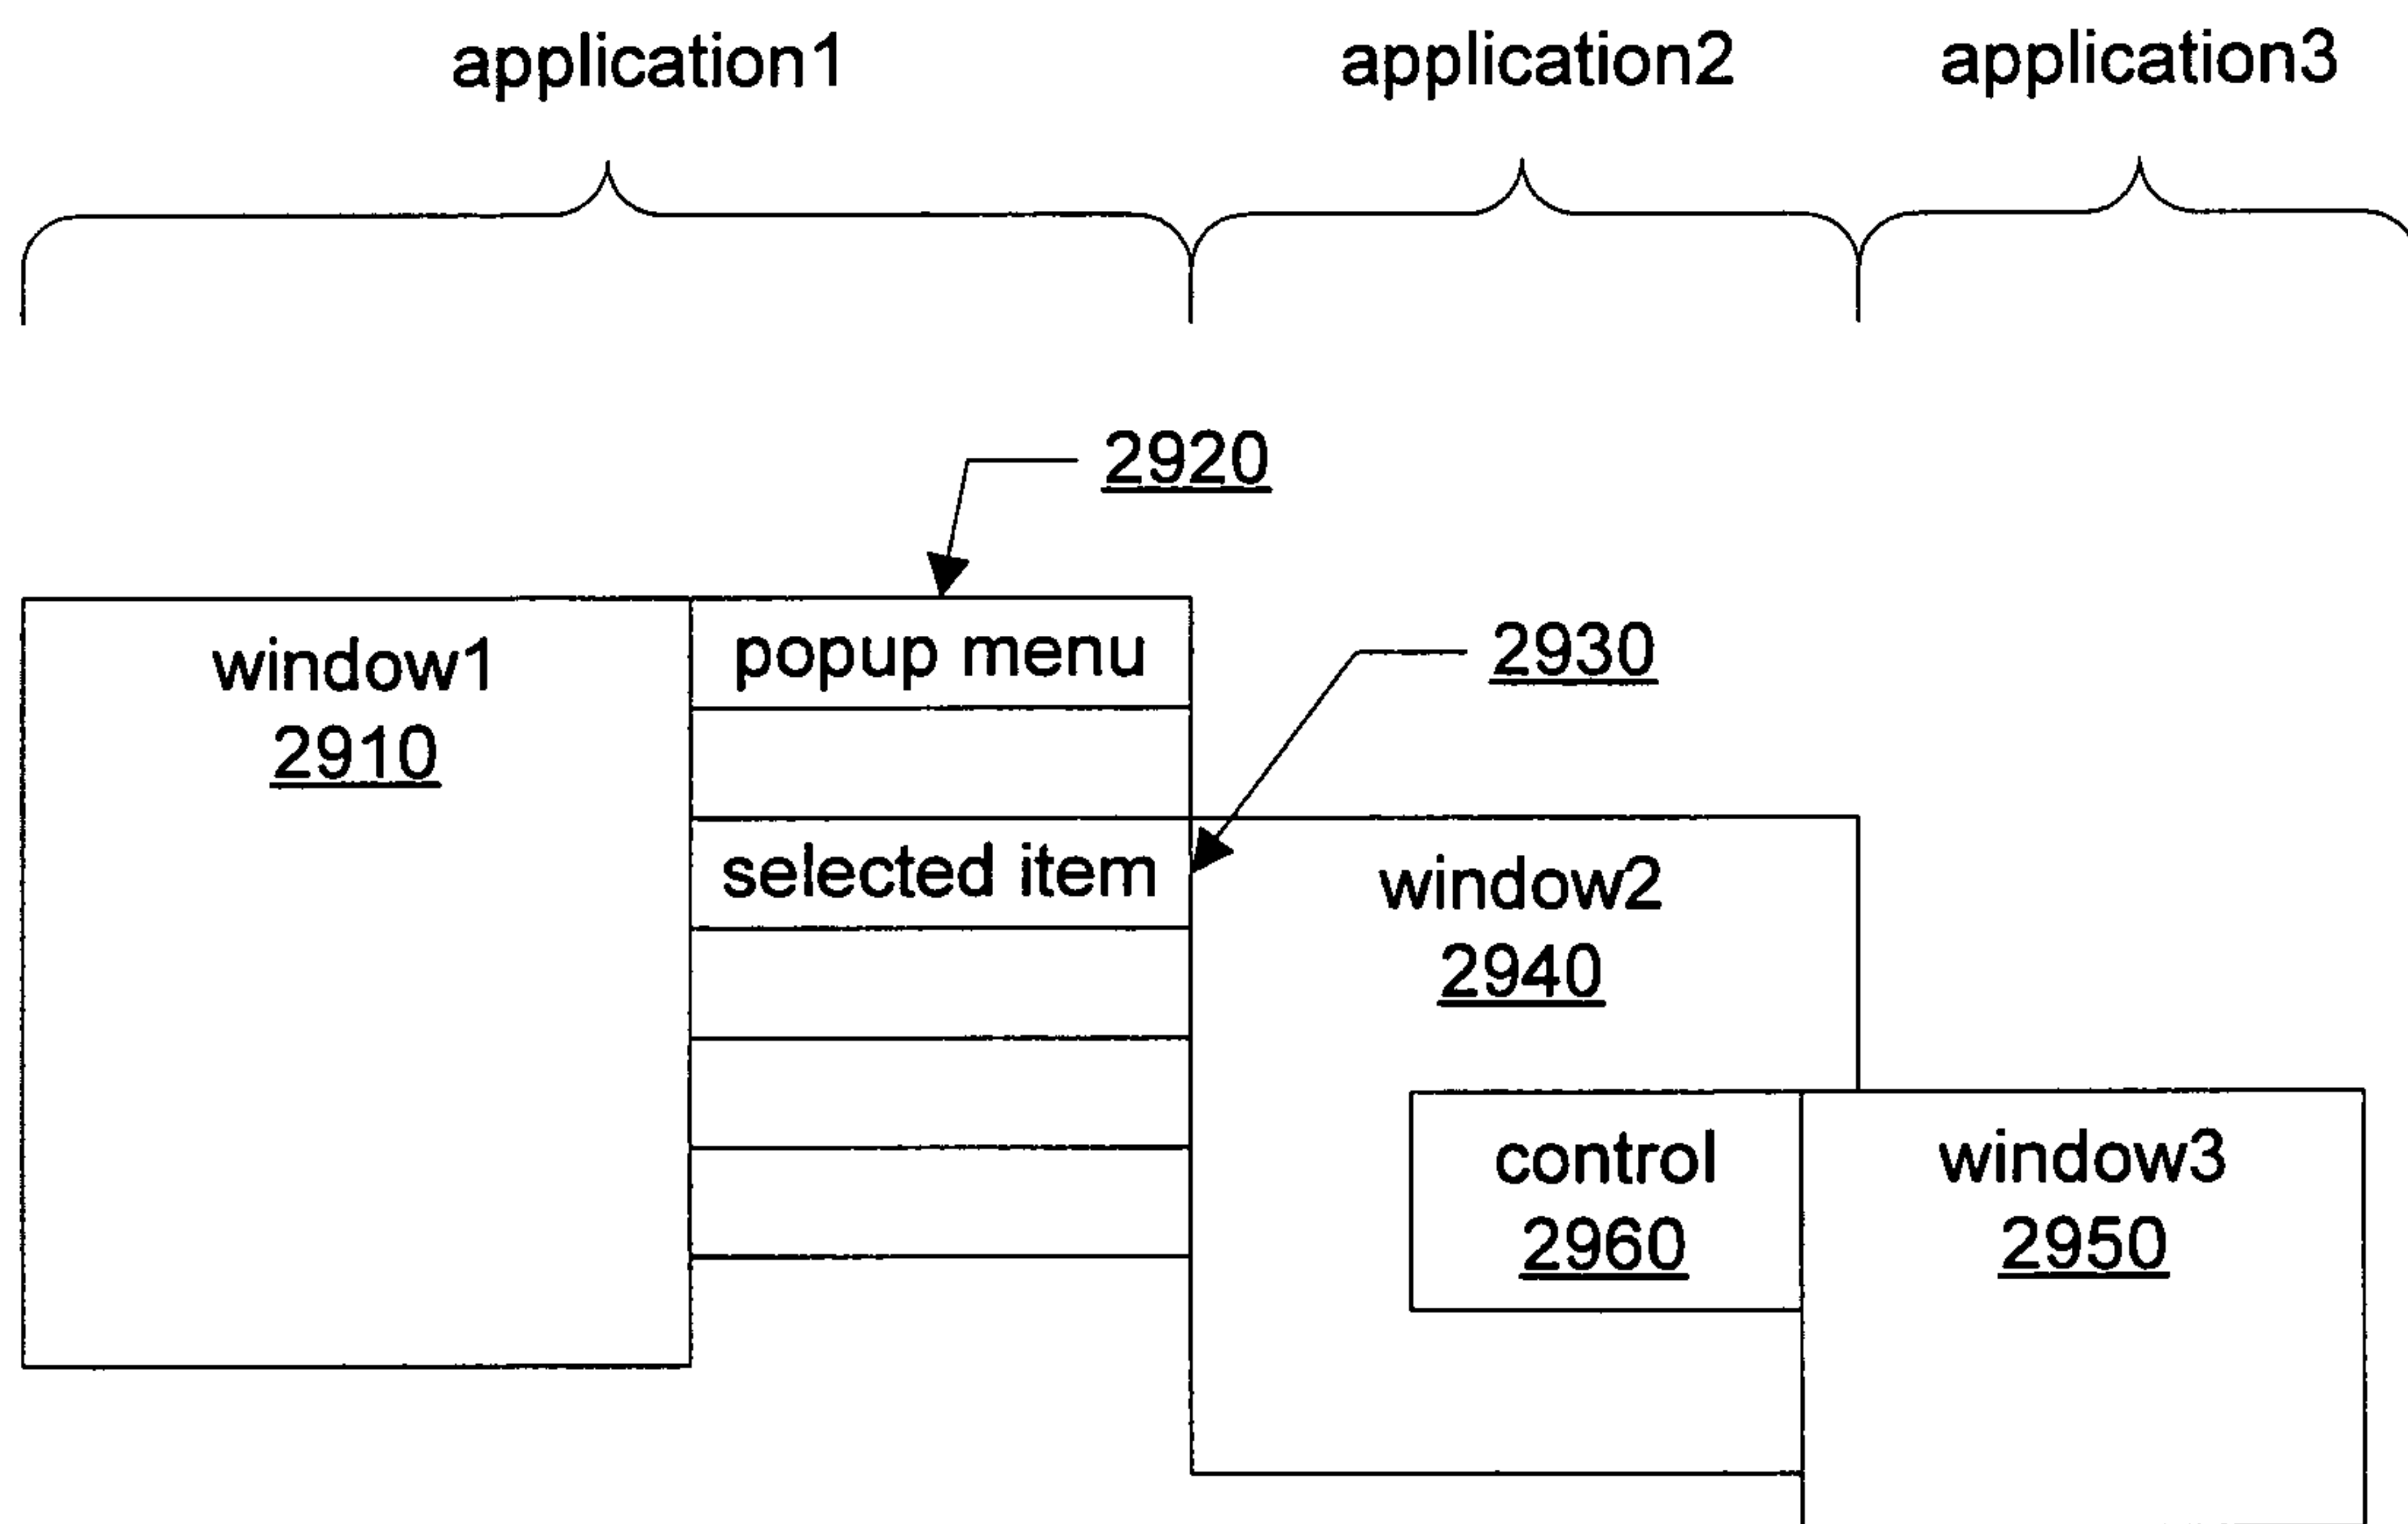 application1
application2
application3
2920
window1
2910
popup menu
2930
selected item
window2
2940
control
2960
window3
2950